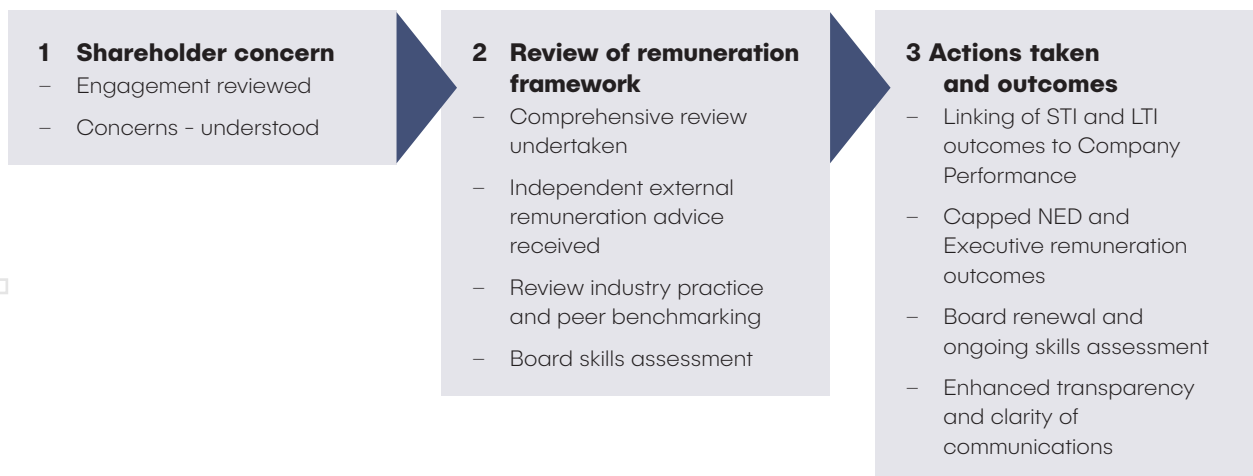 1 Shareholder concern
– Engagement reviewed
– Concerns - understood
2 Review of remuneration
framework
– Comprehensive review
undertaken
– Independent external
remuneration advice
received
– Review industry practice
and peer benchmarking
– Board skills assessment
3 Actions taken
and outcomes
– Linking of STI and LTI
outcomes to Company
Performance
– Capped NED and
Executive remuneration
outcomes
– Board renewal and
ongoing skills assessment
– Enhanced transparency
and clarity of
communications